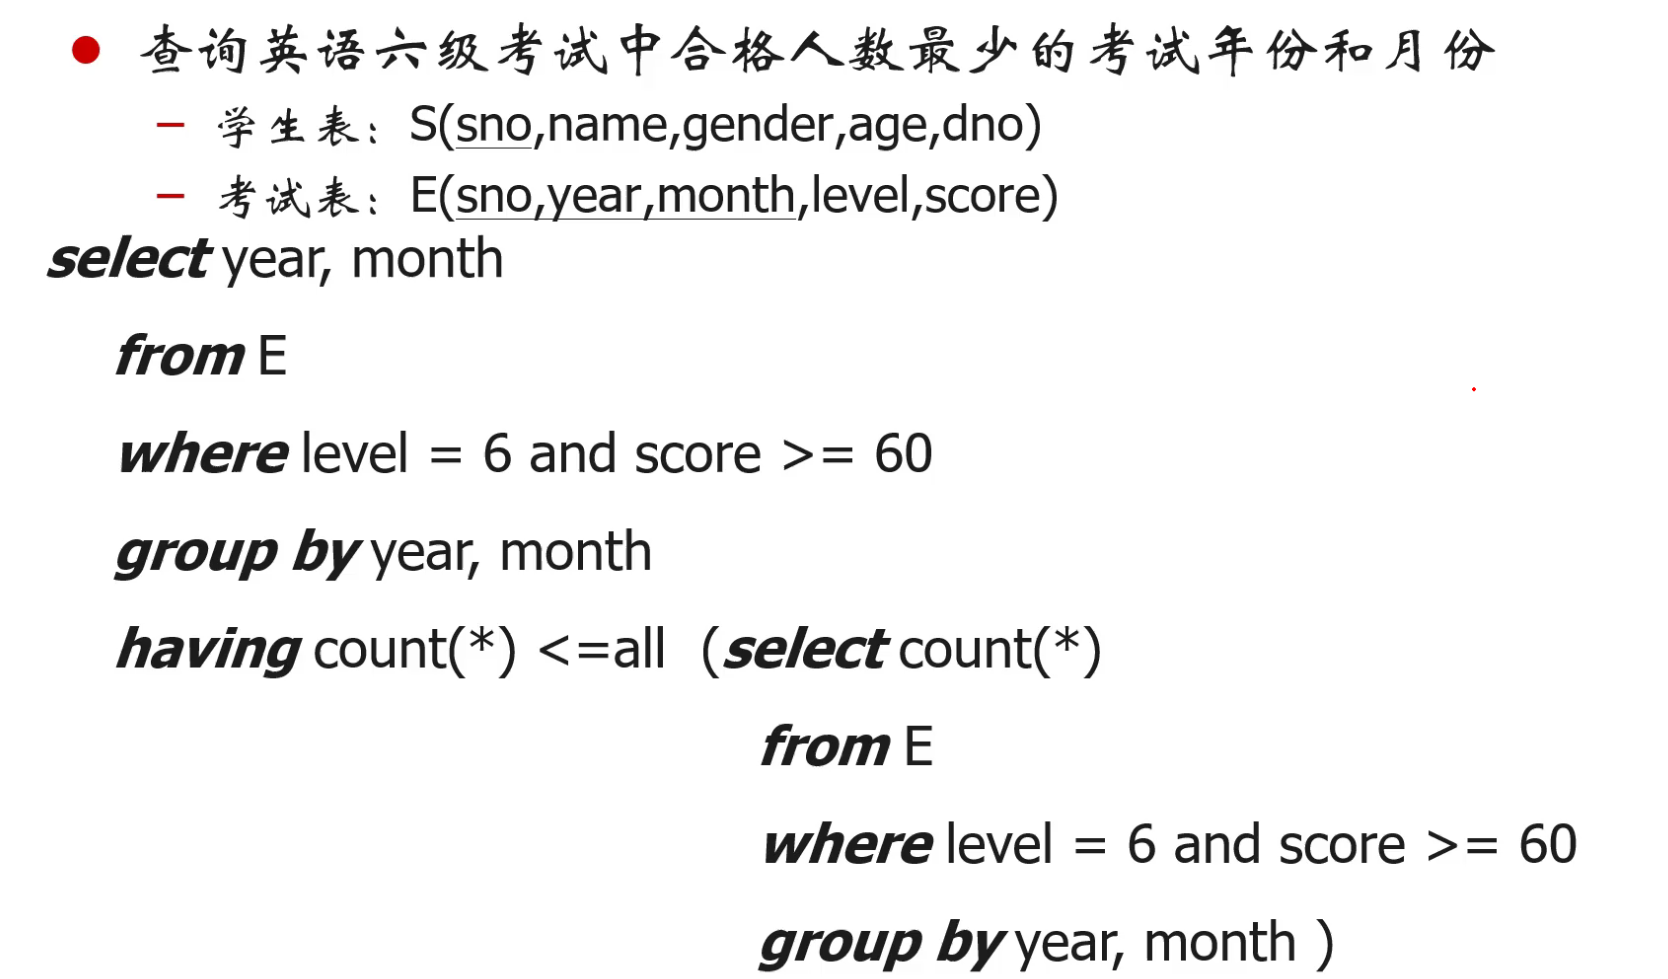 ● 查询英语六级考试中合格人数最少的考试年份和月份
– 学生表：S(sno,name,gender,age,dno)
– 考试表：E(sno,year,month,level,score)
select year, month
from E
where level = 6 and score >= 60
group by year, month
having count(*) <=all (select count(*)
from E
where level = 6 and score >= 60
group by year, month )